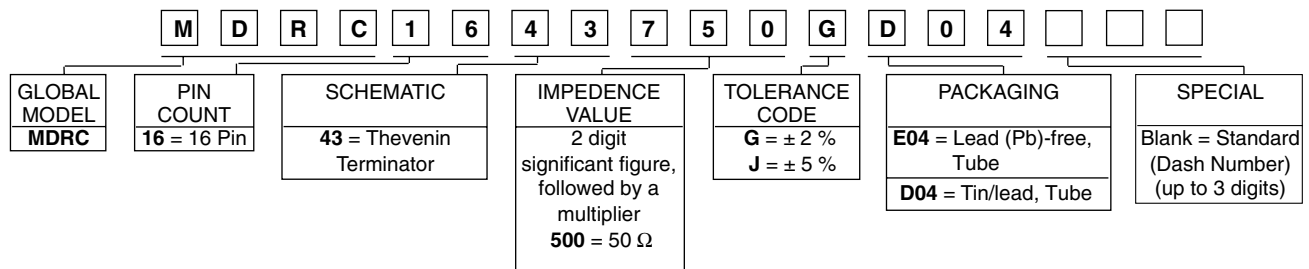 M D R C 1 6 4 3 7 5 0 G D 0 4
GLOBAL
MODEL
MDRC
PIN
COUNT
16 = 16 Pin
SCHEMATIC
43 = Thevenin
Terminator
IMPEDENCE
VALUE
2 digit
significant figure,
followed by a
multiplier
500 = 50 Ω
TOLERANCE
CODE
G = ± 2 %
J = ± 5 %
PACKAGING
E04 = Lead (Pb)-free,
Tube
D04 = Tin/lead, Tube
SPECIAL
Blank = Standard
(Dash Number)
(up to 3 digits)